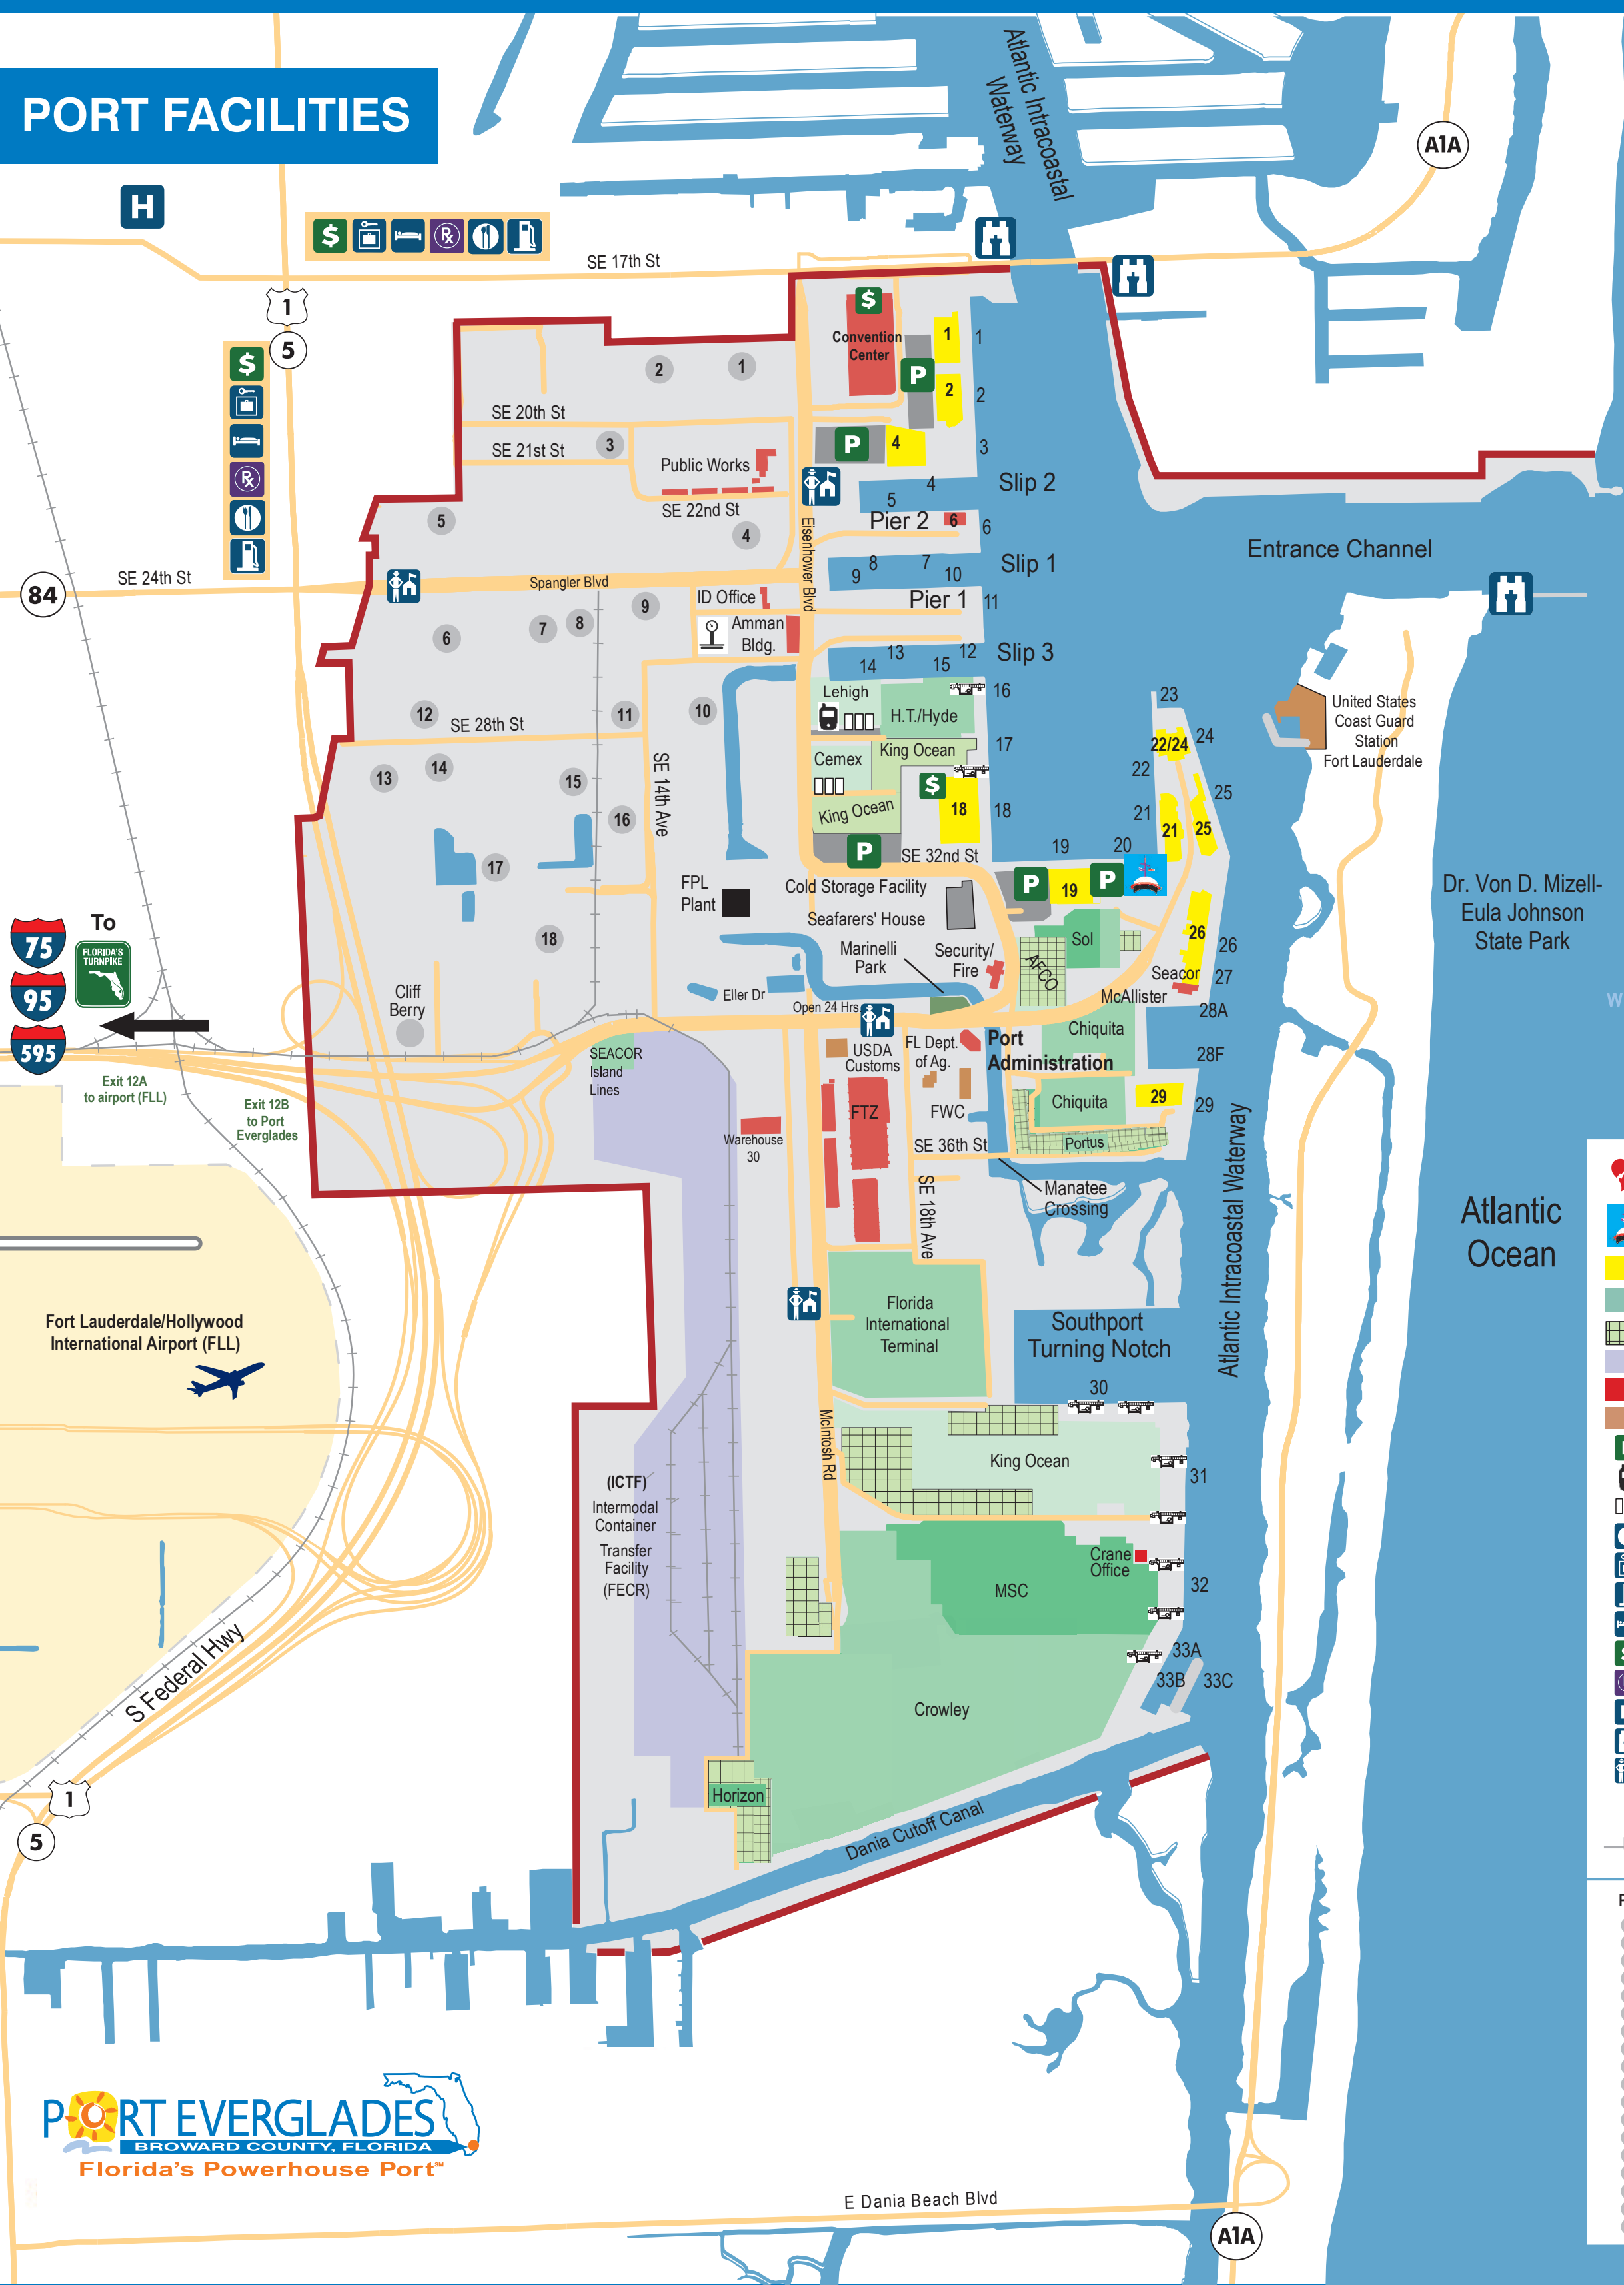 PORT FACILITIES
Atlantic Intracoastal
Waterway
A1A
H
$
Rx
SE 17th St
1
5
$
Rx
$
Convention
Center
P
1
2
1
2
2
1
SE 20th St
SE 21st St
3
Public Works
P
4
3
SE 22nd St
4
5
Slip 2
5
4
Pier 2
6
6
Eisenhower Blvd
Entrance Channel
84
SE 24th St
Spangler Blvd
8
7
9
10
Slip 1
ID Office
Pier 1
11
Amman
Bldg.
6
7
8
9
13
12
14
15
Slip 3
Lehigh
H.T./Hyde
16
23
United States
Coast Guard
Station
Fort Lauderdale
12
SE 28th St
11
10
King Ocean
17
Cemex
22/24
24
22
13
14
15
SE 14th Ave
$
18
18
King Ocean
21
21
25
25
16
P
SE 32nd St
19
20
17
FPL
Plant
Cold Storage Facility
P
19
P
Seafarers' House
Dr. Von D. Mizell-
Eula Johnson
State Park
75
95
595
To
FLORIDA'S
TURNPIKE
18
Marinelli
Park
Security/
Fire
AFCO
Sol
26
26
Seacor
27
Cliff
Berry
Eller Dr
Open 24 Hrs
McAllister
28A
W
SEACOR
Island
Lines
USDA
Customs
FL Dept.
of Ag.
Port
Administration
Chiquita
28F
Exit 12A
to airport (FLL)
Exit 12B
to Port
Everglades
FTZ
FWC
Chiquita
29
29
Warehouse
30
SE 36th St
Portus
SE 18th Ave
Manatee
Crossing
Atlantic Intracoastal Waterway
Atlantic
Ocean
Fort Lauderdale/Hollywood
International Airport (FLL)
Florida
International
Terminal
Southport
Turning Notch
30
McIntosh Rd
King Ocean
31
(ICTF)
Intermodal
Container
Transfer
Facility
(FECR)
Crane
Office
MSC
32
33A
33B
33C
S Federal Hwy
Crowley
1
5
Horizon
Dania Cutoff Canal
PORT EVERGLADES
BROWARD COUNTY, FLORIDA
Florida's Powerhouse Port℠
E Dania Beach Blvd
A1A